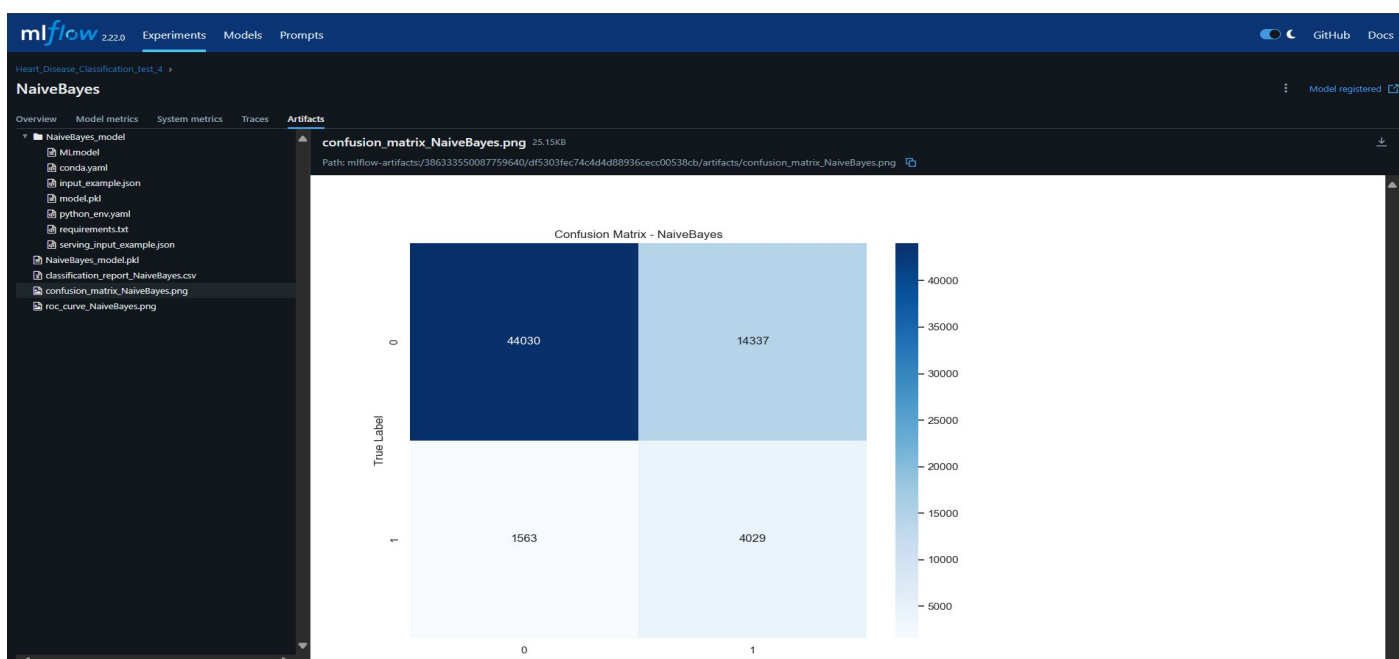 mlflow 2.22.0 Experiments Models Prompts GitHub Docs
Heart_Disease_Classification_test_4 >
NaiveBayes Model registered
Overview Model metrics System metrics Traces Artifacts
NaiveBayes_model
MLmodel
conda.yaml
input_example.json
model.pkl
python_env.yaml
requirements.txt
serving_input_example.json
NaiveBayes_model.pkl
classification_report_NaiveBayes.csv
confusion_matrix_NaiveBayes.png
roc_curve_NaiveBayes.png
confusion_matrix_NaiveBayes.png 25.15KB
Path: mlflow-artifacts:/386333550087759640/df5303fec74c4d4d88936cecc00538cb/artifacts/confusion_matrix_NaiveBayes.png
Confusion Matrix - NaiveBayes
True Label
0
44030 14337
1
1563 4029
0 1
40000
35000
30000
25000
20000
15000
10000
5000